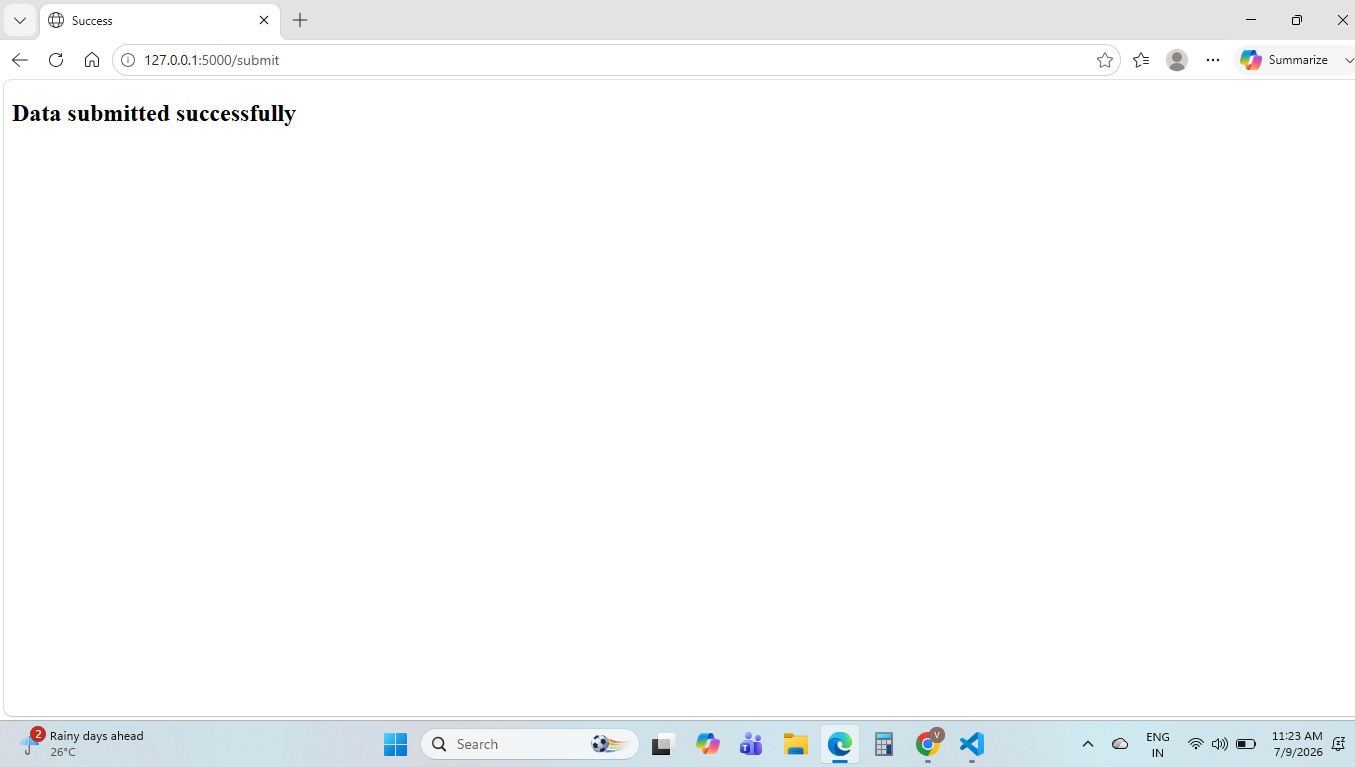 Success
127.0.0.1:5000/submit
Summarize
Data submitted successfully
2
Rainy days ahead
26°C
Search
T
V
ENG
IN
11:23 AM
7/9/2026